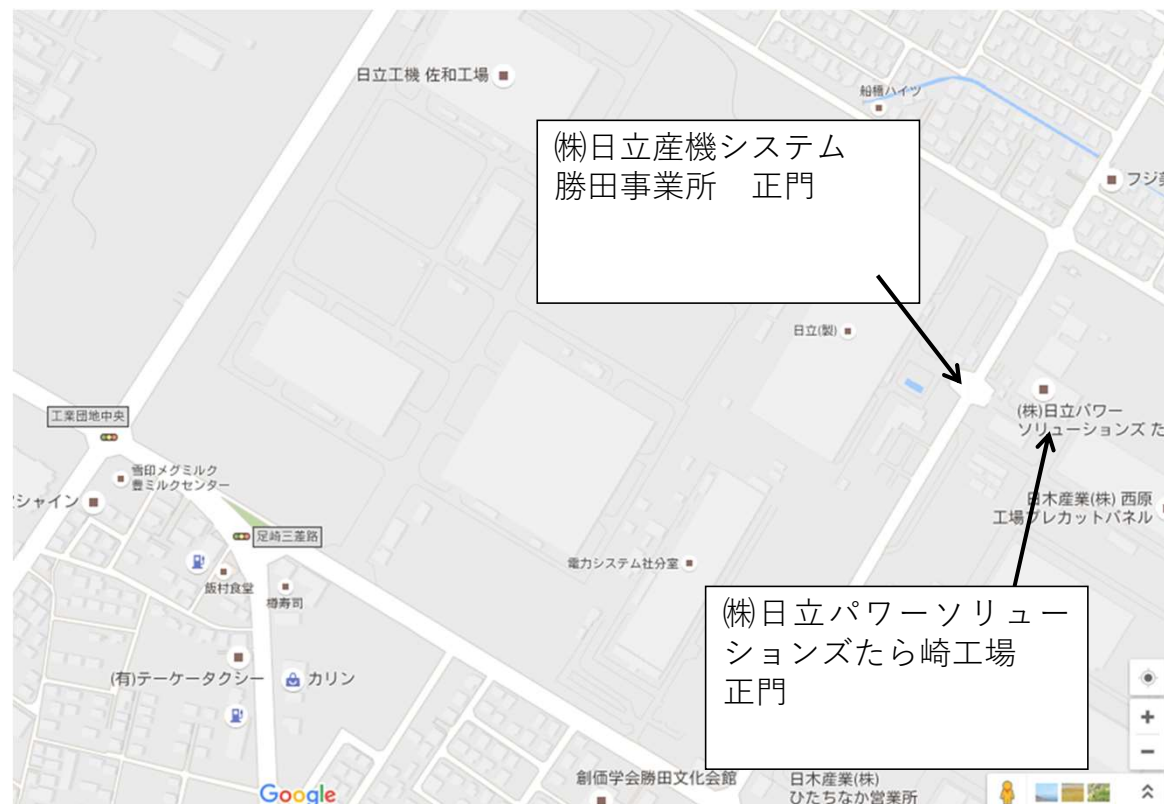 日立工機 佐和工場
船橋ハイツ
㈱日立産機システム
勝田事業所　正門
フジ
日立(製)
(株)日立パワー
ソリューションズ た
工業団地中央
雪印メグミルク
豊ミルクセンター
シャイン
日木産業(株) 西原
工場プレカットパネル
足崎三差路
電力システム社分室
飯村食堂
樽寿司
㈱日立パワーソリュー
ションズたら崎工場
正門
(有)テーケータクシー
カリン
創価学会勝田文化会館
日木産業(株)
ひたちなか営業所
Google